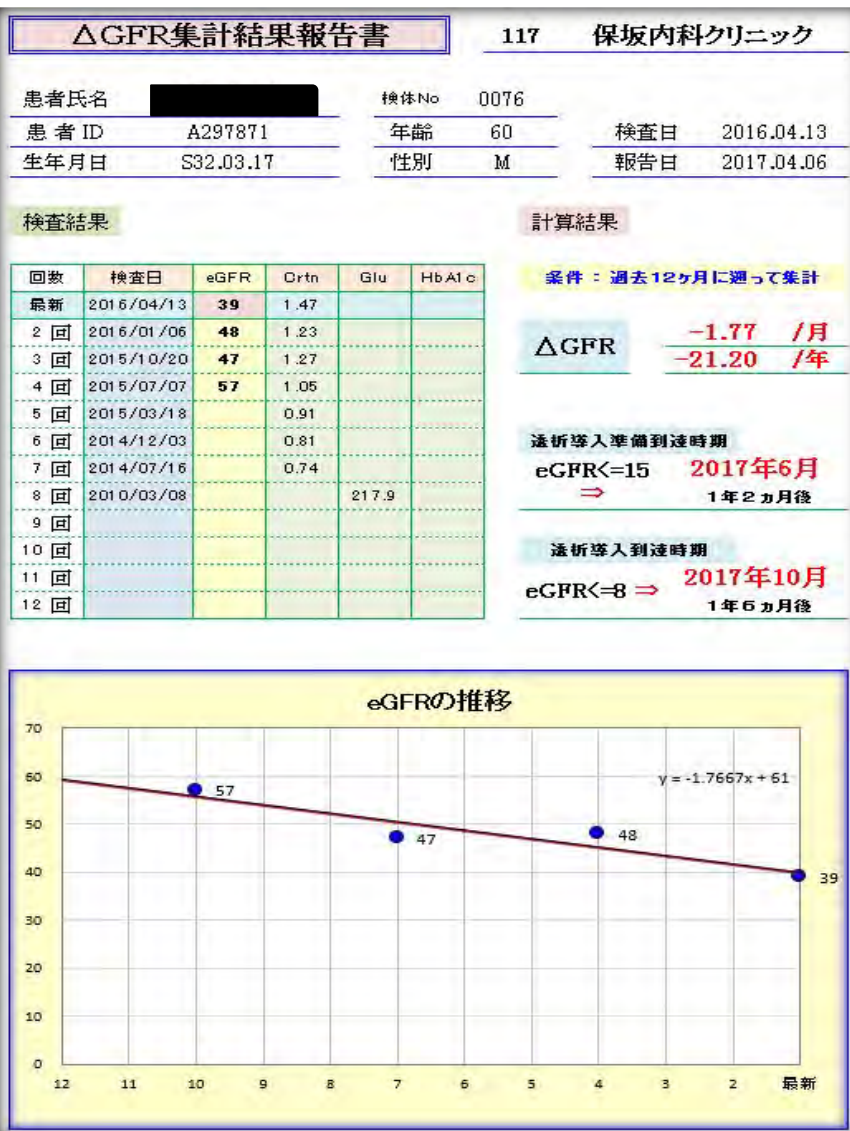 △GFR集計結果報告書 117 保坂内科クリニック
患者氏名 検体No 0076
患者ID A297871 年齢 60 検査日 2016.04.13
生年月日 S32.03.17 性別 M 報告日 2017.04.06
検査結果 計算結果
回数 検査日 eGFR Crtn Glu HbA1c
最新 2016/04/13 39 1.47
2 回 2016/01/06 48 1.23
3 回 2015/10/20 47 1.27
4 回 2015/07/07 57 1.05
5 回 2015/03/18 0.91
6 回 2014/12/03 0.81
7 回 2014/07/16 0.74
8 回 2010/03/08 217.9
9 回
10 回
11 回
12 回
条件 : 過去12ヶ月に遡って集計
△GFR -1.77 /月
-21.20 /年
透析導入準備到達時期
eGFR<=15 2017年6月
⇒ 1年2ヵ月後
透析導入到達時期
eGFR<=8 ⇒ 2017年10月
1年6ヵ月後
eGFRの推移
y = -1.7667x + 61
57
47
48
39
70
60
50
40
30
20
10
0
12 11 10 9 8 7 6 5 4 3 2 最新